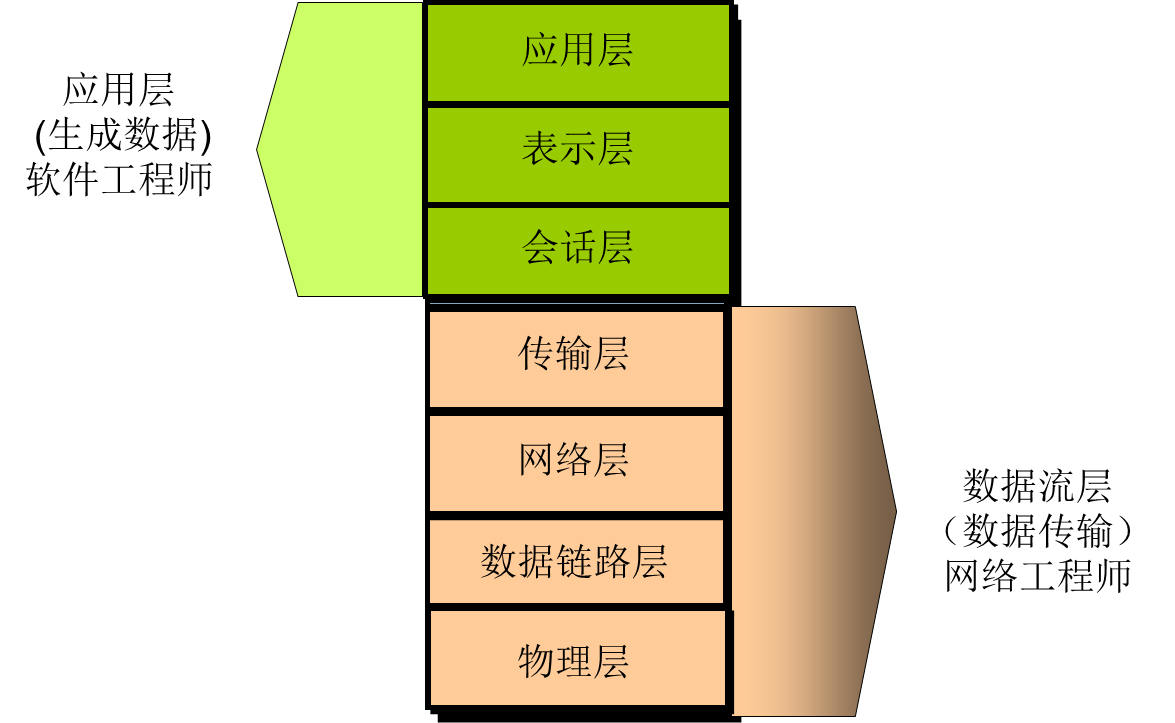 应用层
(生成数据)
软件工程师
应用层
表示层
会话层
传输层
网络层
数据链路层
物理层
数据流层
（数据传输）
网络工程师